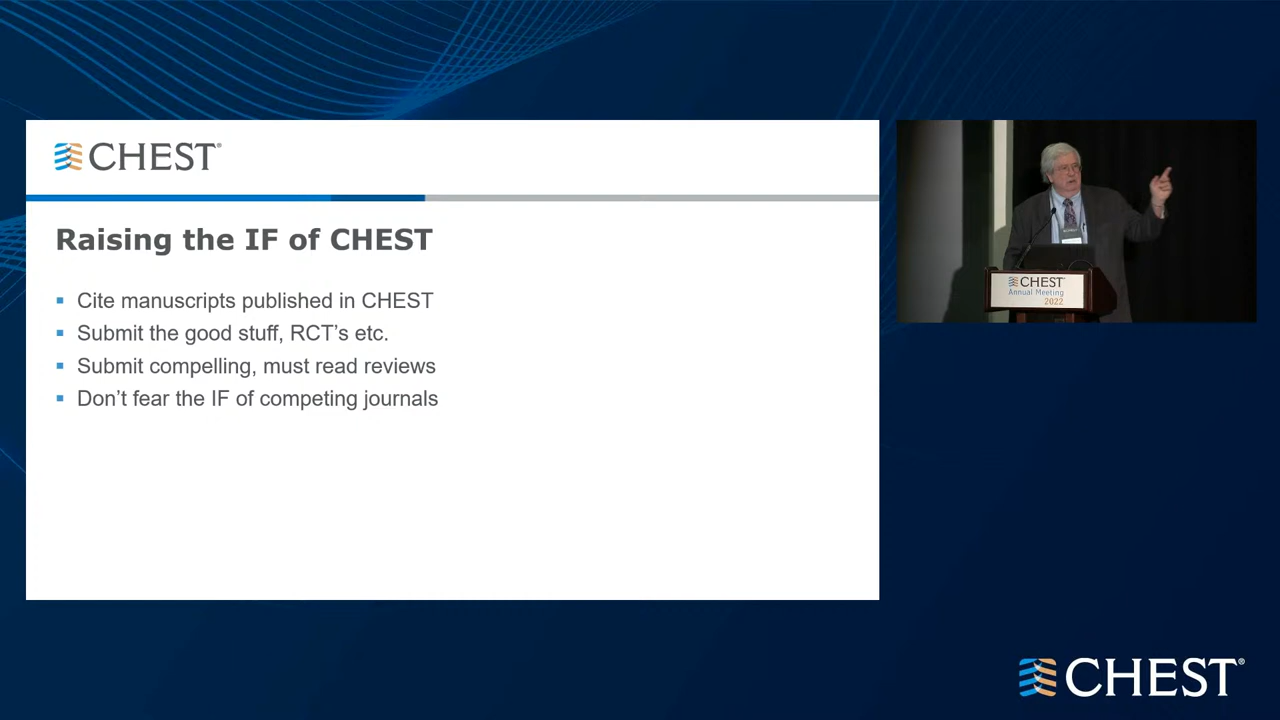 CHEST®
Raising the IF of CHEST
▪ Cite manuscripts published in CHEST
▪ Submit the good stuff, RCT's etc.
▪ Submit compelling, must read reviews
▪ Don't fear the IF of competing journals
CHEST
Annual Meeting
2022
CHEST®